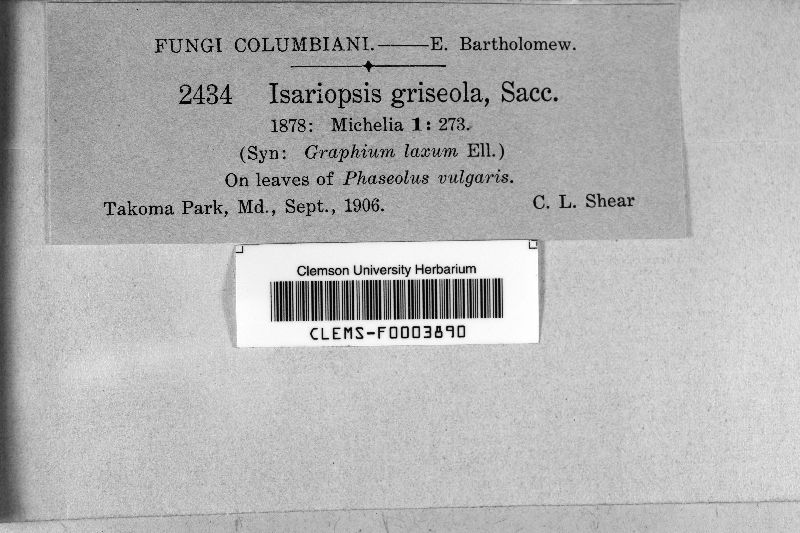 FUNGI COLUMBIANI.——E. Bartholomew.
2434 Isariopsis griseola, Sacc.
1878: Michelia 1: 273.
(Syn: Graphium laxum Ell.)
On leaves of Phaseolus vulgaris.
Takoma Park, Md., Sept., 1906. C. L. Shear
Clemson University Herbarium
CLEMS-F0003890